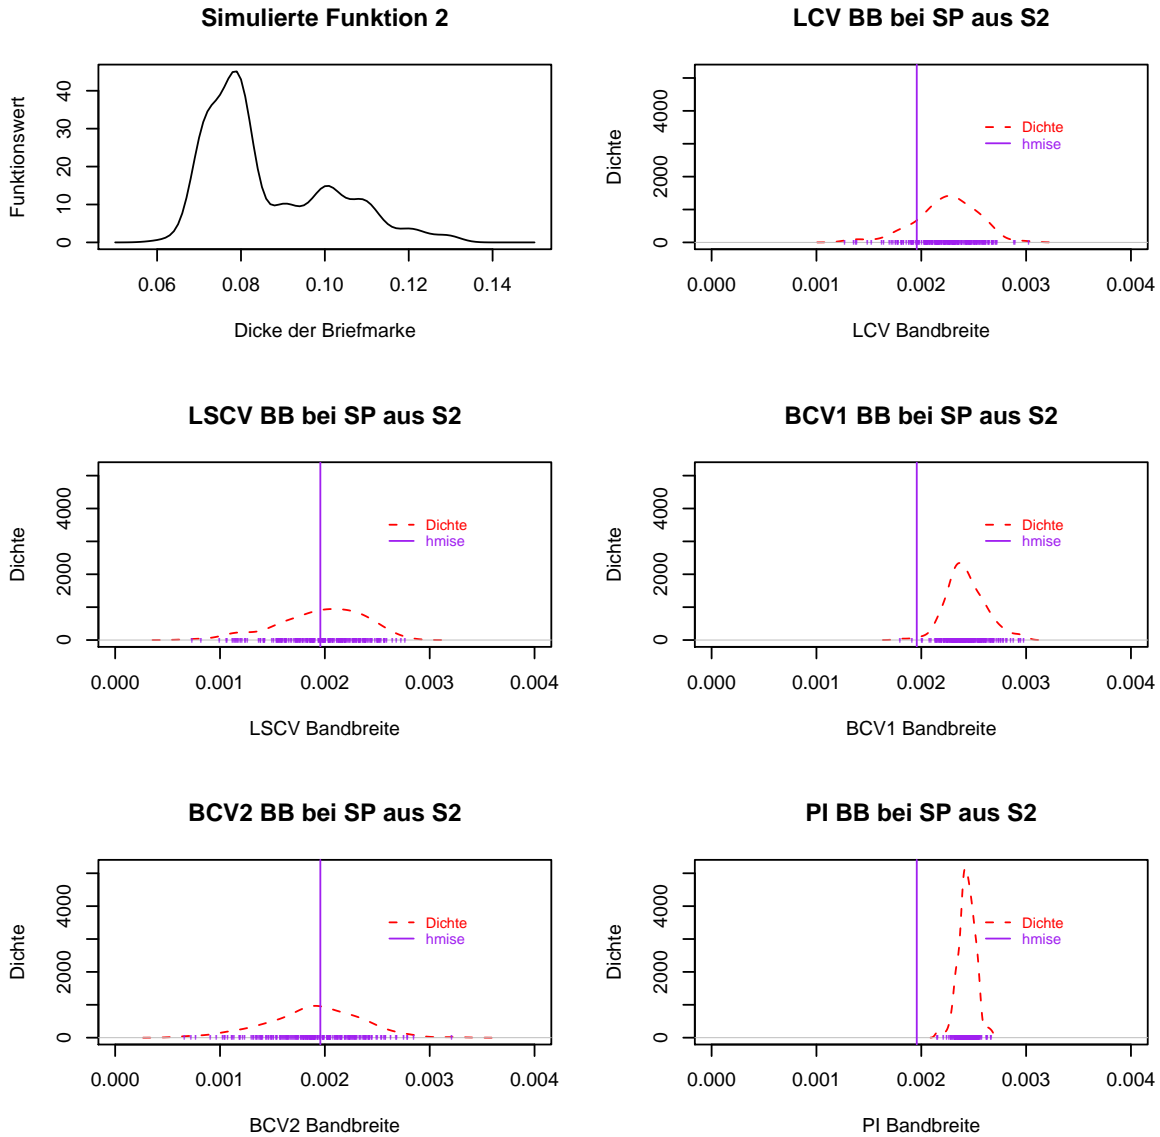 Simulierte Funktion 2
Funktionswert
0 10 20 30 40
0.06 0.08 0.10 0.12 0.14
Dicke der Briefmarke
LCV BB bei SP aus S2
Dichte
0 2000 4000
Dichte
hmise
0.000 0.001 0.002 0.003 0.004
LCV Bandbreite
LSCV BB bei SP aus S2
Dichte
0 2000 4000
Dichte
hmise
0.000 0.001 0.002 0.003 0.004
LSCV Bandbreite
BCV1 BB bei SP aus S2
Dichte
0 2000 4000
Dichte
hmise
0.000 0.001 0.002 0.003 0.004
BCV1 Bandbreite
BCV2 BB bei SP aus S2
Dichte
0 2000 4000
Dichte
hmise
0.000 0.001 0.002 0.003 0.004
BCV2 Bandbreite
PI BB bei SP aus S2
Dichte
0 2000 4000
Dichte
hmise
0.000 0.001 0.002 0.003 0.004
PI Bandbreite